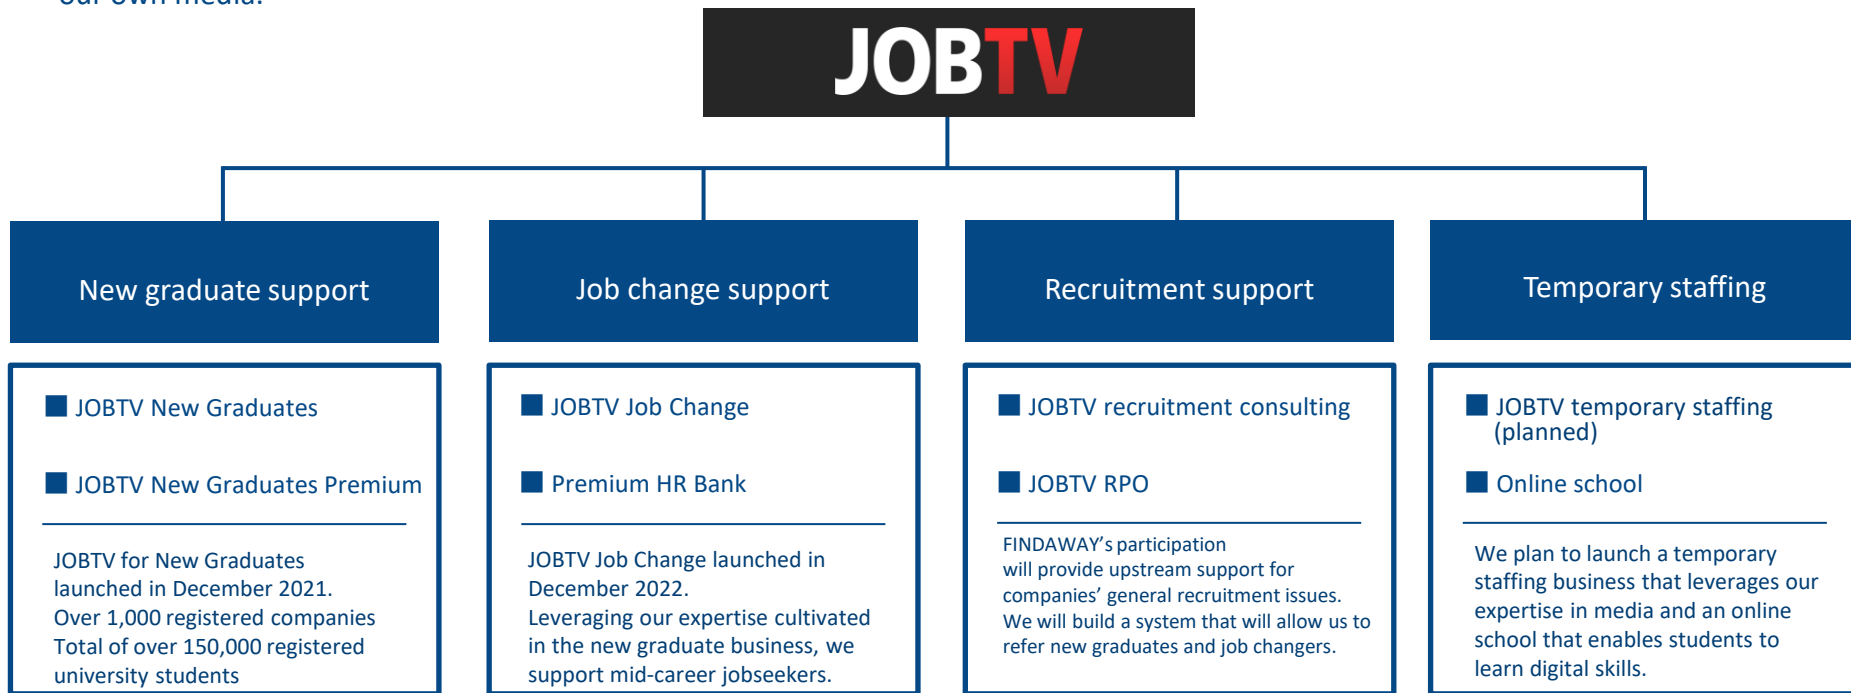 our own media.
JOBTV
New graduate support
Job change support
Recruitment support
Temporary staffing
JOBTV New Graduates
JOBTV New Graduates Premium
JOBTV for New Graduates
launched in December 2021.
Over 1,000 registered companies
Total of over 150,000 registered
university students
JOBTV Job Change
Premium HR Bank
JOBTV Job Change launched in
December 2022.
Leveraging our expertise cultivated
in the new graduate business, we
support mid-career jobseekers.
JOBTV recruitment consulting
JOBTV RPO
FINDAWAY’s participation
will provide upstream support for
companies’ general recruitment issues.
We will build a system that will allow us to
refer new graduates and job changers.
JOBTV temporary staffing
(planned)
Online school
We plan to launch a temporary
staffing business that leverages our
expertise in media and an online
school that enables students to
learn digital skills.